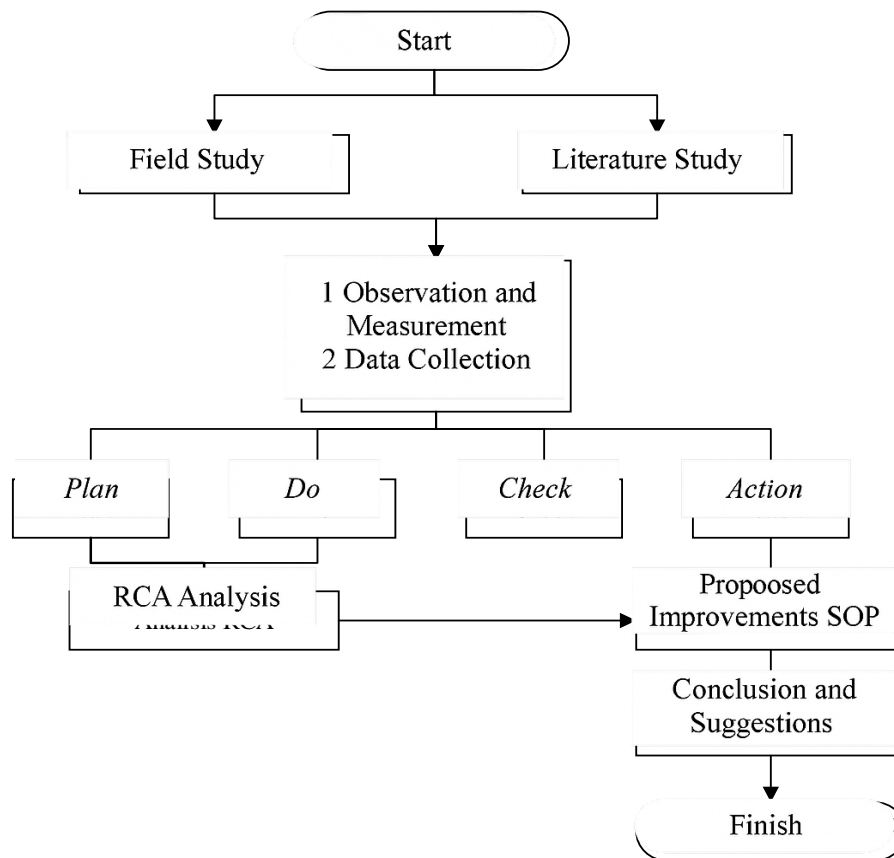 Start
Field Study
Literature Study
1 Observation and
Measurement
2 Data Collection
Plan
Do
Check
Action
RCA Analysis
Analisis RCA
Propoosed
Improvements SOP
Conclusion and
Suggestions
Finish